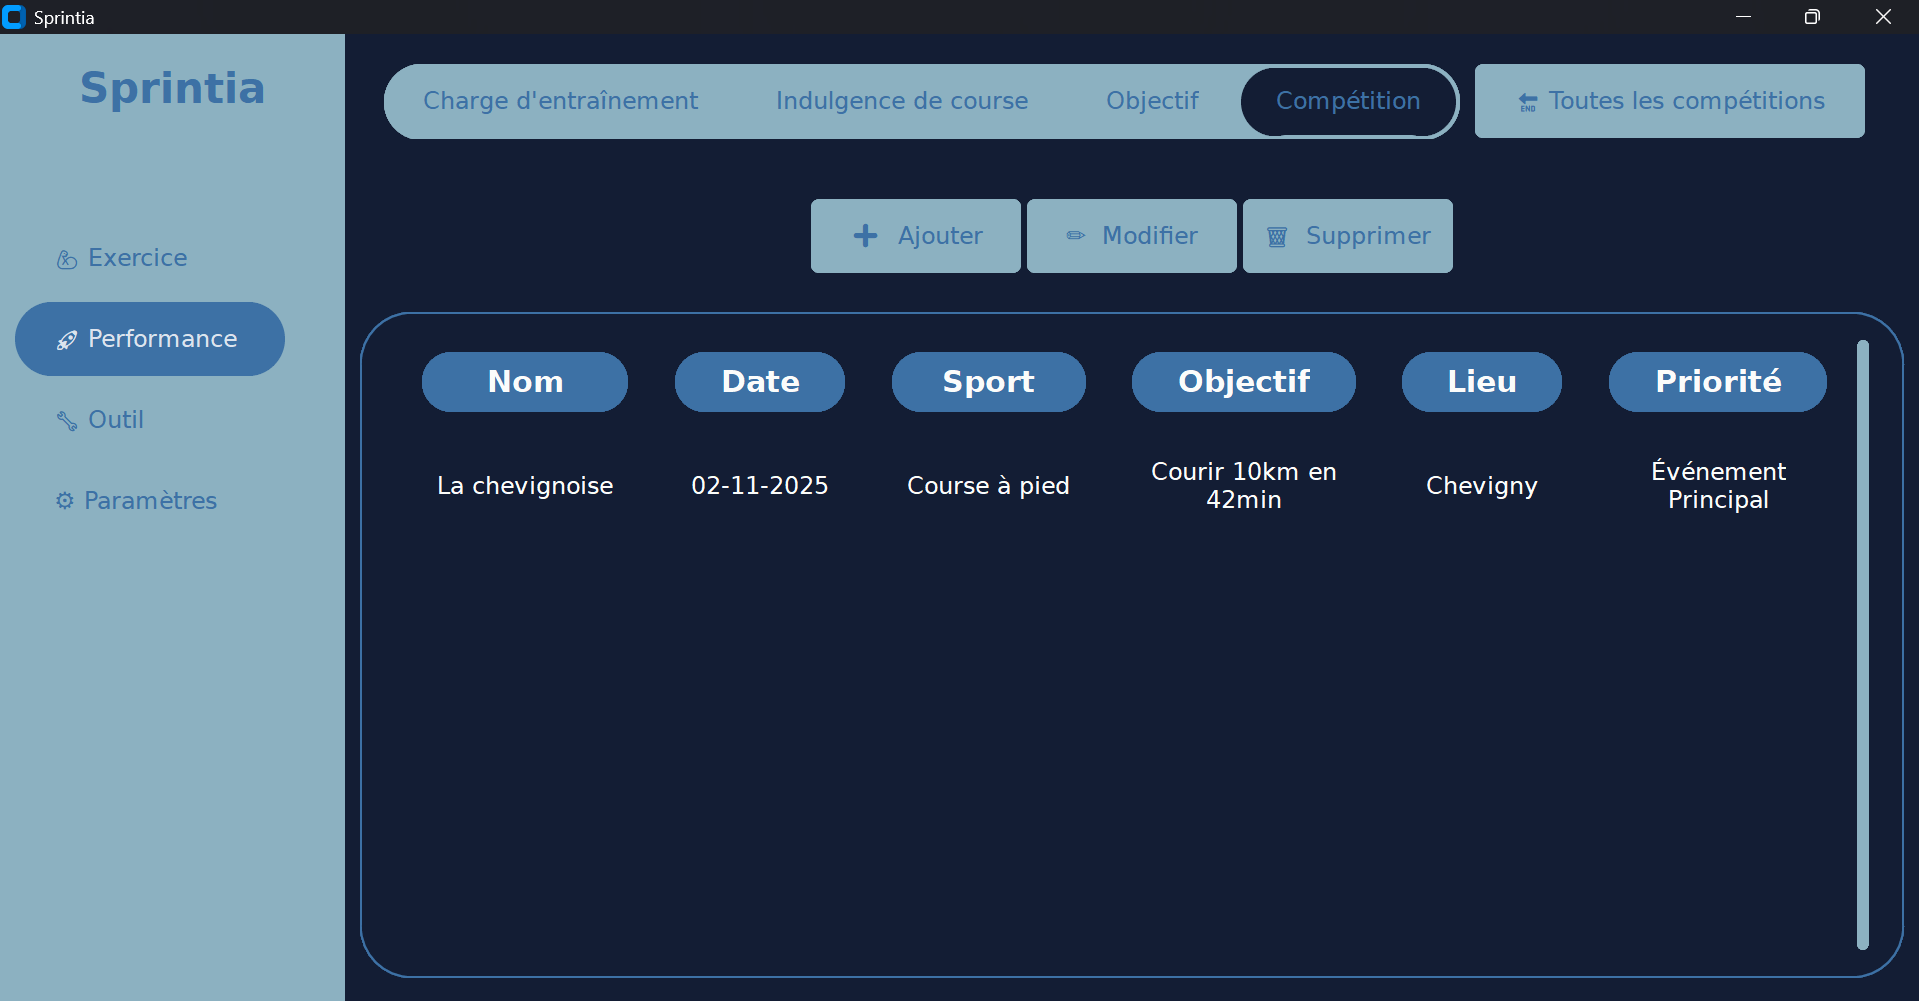 Sprintia
Sprintia
Charge d'entraînement
Indulgence de course
Objectif
Compétition
🔚 Toutes les compétitions
➕ Ajouter
✏ Modifier
🗑 Supprimer
💪 Exercice
🚀 Performance
🔧 Outil
⚙ Paramètres
Nom
Date
Sport
Objectif
Lieu
Priorité
La chevignoise
02-11-2025
Course à pied
Courir 10km en
42min
Chevigny
Événement
Principal